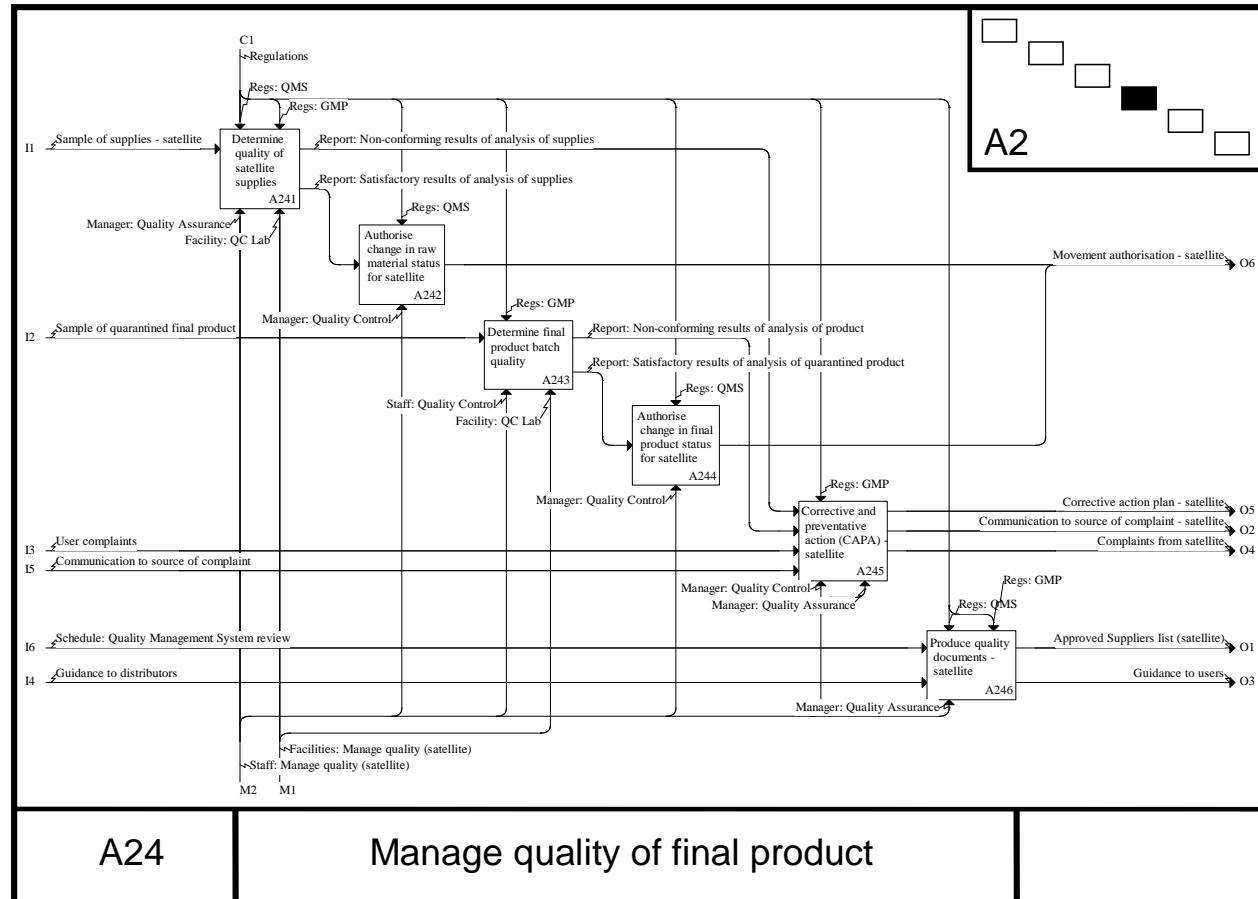 C1
Regulations
Regs: QMS
Regs: GMP
A2
I1
Sample of supplies - satellite
Determine
quality of
satellite
supplies
A241
Report: Non-conforming results of analysis of supplies
Report: Satisfactory results of analysis of supplies
Manager: Quality Assurance
Facility: QC Lab
Regs: QMS
Authorise
change in raw
material status
for satellite
A242
Movement authorisation - satellite
O6
Manager: Quality Control
Regs: GMP
I2
Sample of quarantined final product
Determine final
product batch
quality
A243
Report: Non-conforming results of analysis of product
Report: Satisfactory results of analysis of quarantined product
Staff: Quality Control
Facility: QC Lab
Regs: QMS
Authorise
change in final
product status
for satellite
A244
Manager: Quality Control
Regs: GMP
Corrective and
preventative
action (CAPA) -
satellite
A245
Corrective action plan - satellite
O5
Communication to source of complaint - satellite
O2
Complaints from satellite
O4
User complaints
I3
Communication to source of complaint
I5
Manager: Quality Control
Manager: Quality Assurance
Regs: GMP
Regs: QMS
I6
Schedule: Quality Management System review
Produce quality
documents -
satellite
A246
Approved Suppliers list (satellite)
O1
I4
Guidance to distributors
Guidance to users
O3
Manager: Quality Assurance
Facilities: Manage quality (satellite)
Staff: Manage quality (satellite)
M2
M1
A24
Manage quality of final product